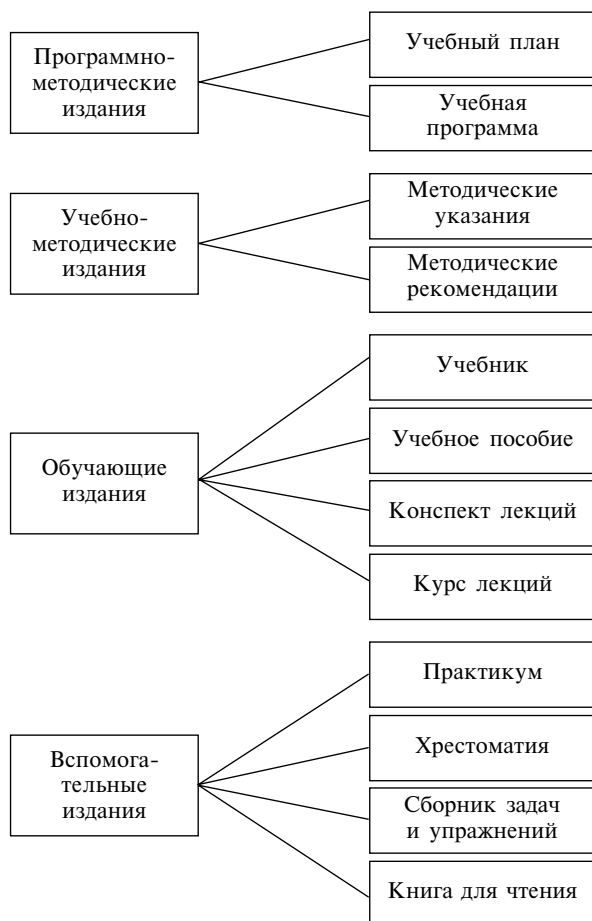 Программно-
методические
издания
Учебный план
Учебная
программа
Учебно-
методические
издания
Методические
указания
Методические
рекомендации
Обучающие
издания
Учебник
Учебное пособие
Конспект лекций
Курс лекций
Вспомога-
тельные
издания
Практикум
Хрестоматия
Сборник задач
и упражнений
Книга для чтения